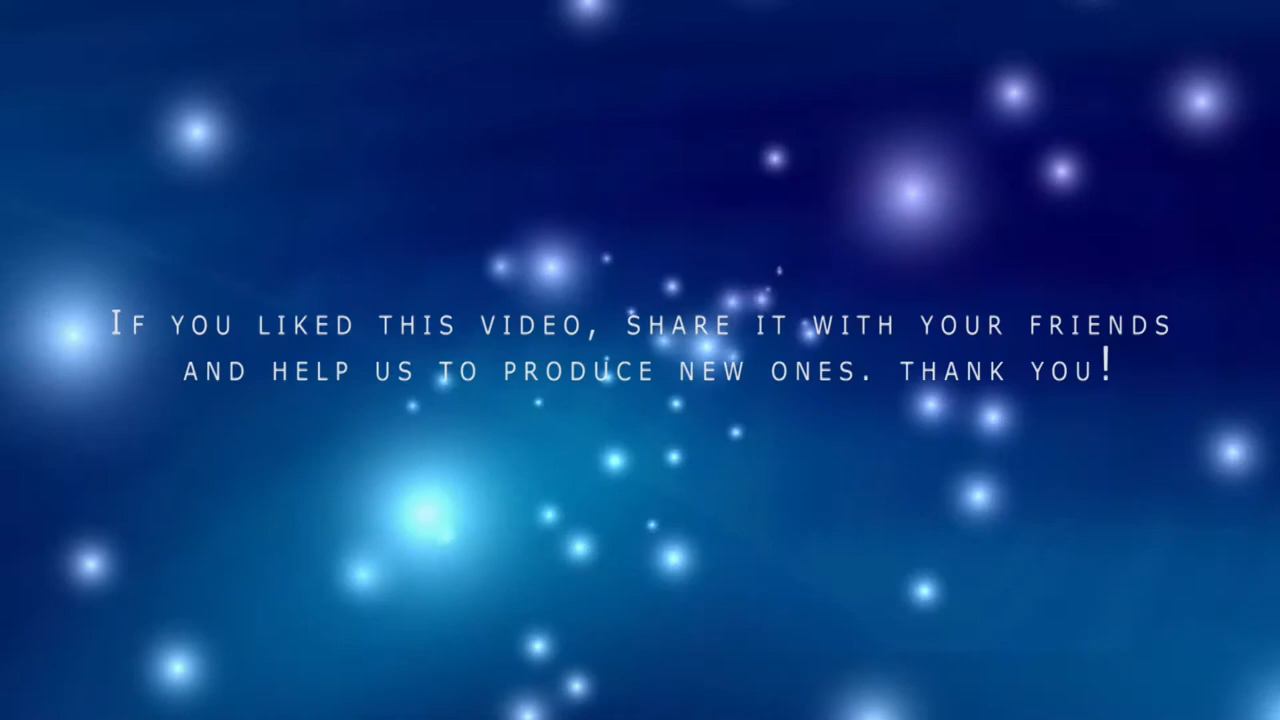 If you liked this video, share it with your friends
and help us to produce new ones. thank you!